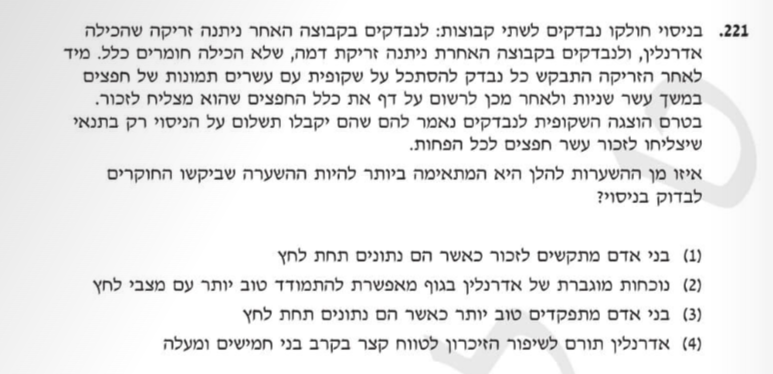 221. בניסוי חולקו נבדקים לשתי קבוצות: לנבדקים בקבוצה האחר ניתנה זריקה שהכילה
אדרנלין, ולנבדקים בקבוצה האחרת ניתנה זריקת דמה, שלא הכילה חומרים כלל. מיד
לאחר הזריקה התבקש כל נבדק להסתכל על שקופית עם עשרים תמונות של חפצים
במשך עשר שניות ולאחר מכן לרשום על דף את כלל החפצים שהוא מצליח לזכור.
בטרם הוצגה השקופית לנבדקים נאמר להם שהם יקבלו תשלום על הניסוי רק בתנאי
שיצליחו לזכור עשר חפצים לכל הפחות.
איזו מן ההשערות להלן היא המתאימה ביותר להיות ההשערה שביקשו החוקרים
לבדוק בניסוי?
(1) בני אדם מתקשים לזכור כאשר הם נתונים תחת לחץ
(2) נוכחות מוגברת של אדרנלין בגוף מאפשרת להתמודד טוב יותר עם מצבי לחץ
(3) בני אדם מתפקדים טוב יותר כאשר הם נתונים תחת לחץ
(4) אדרנלין תורם לשיפור הזיכרון לטווח קצר בקרב בני חמישים ומעלה